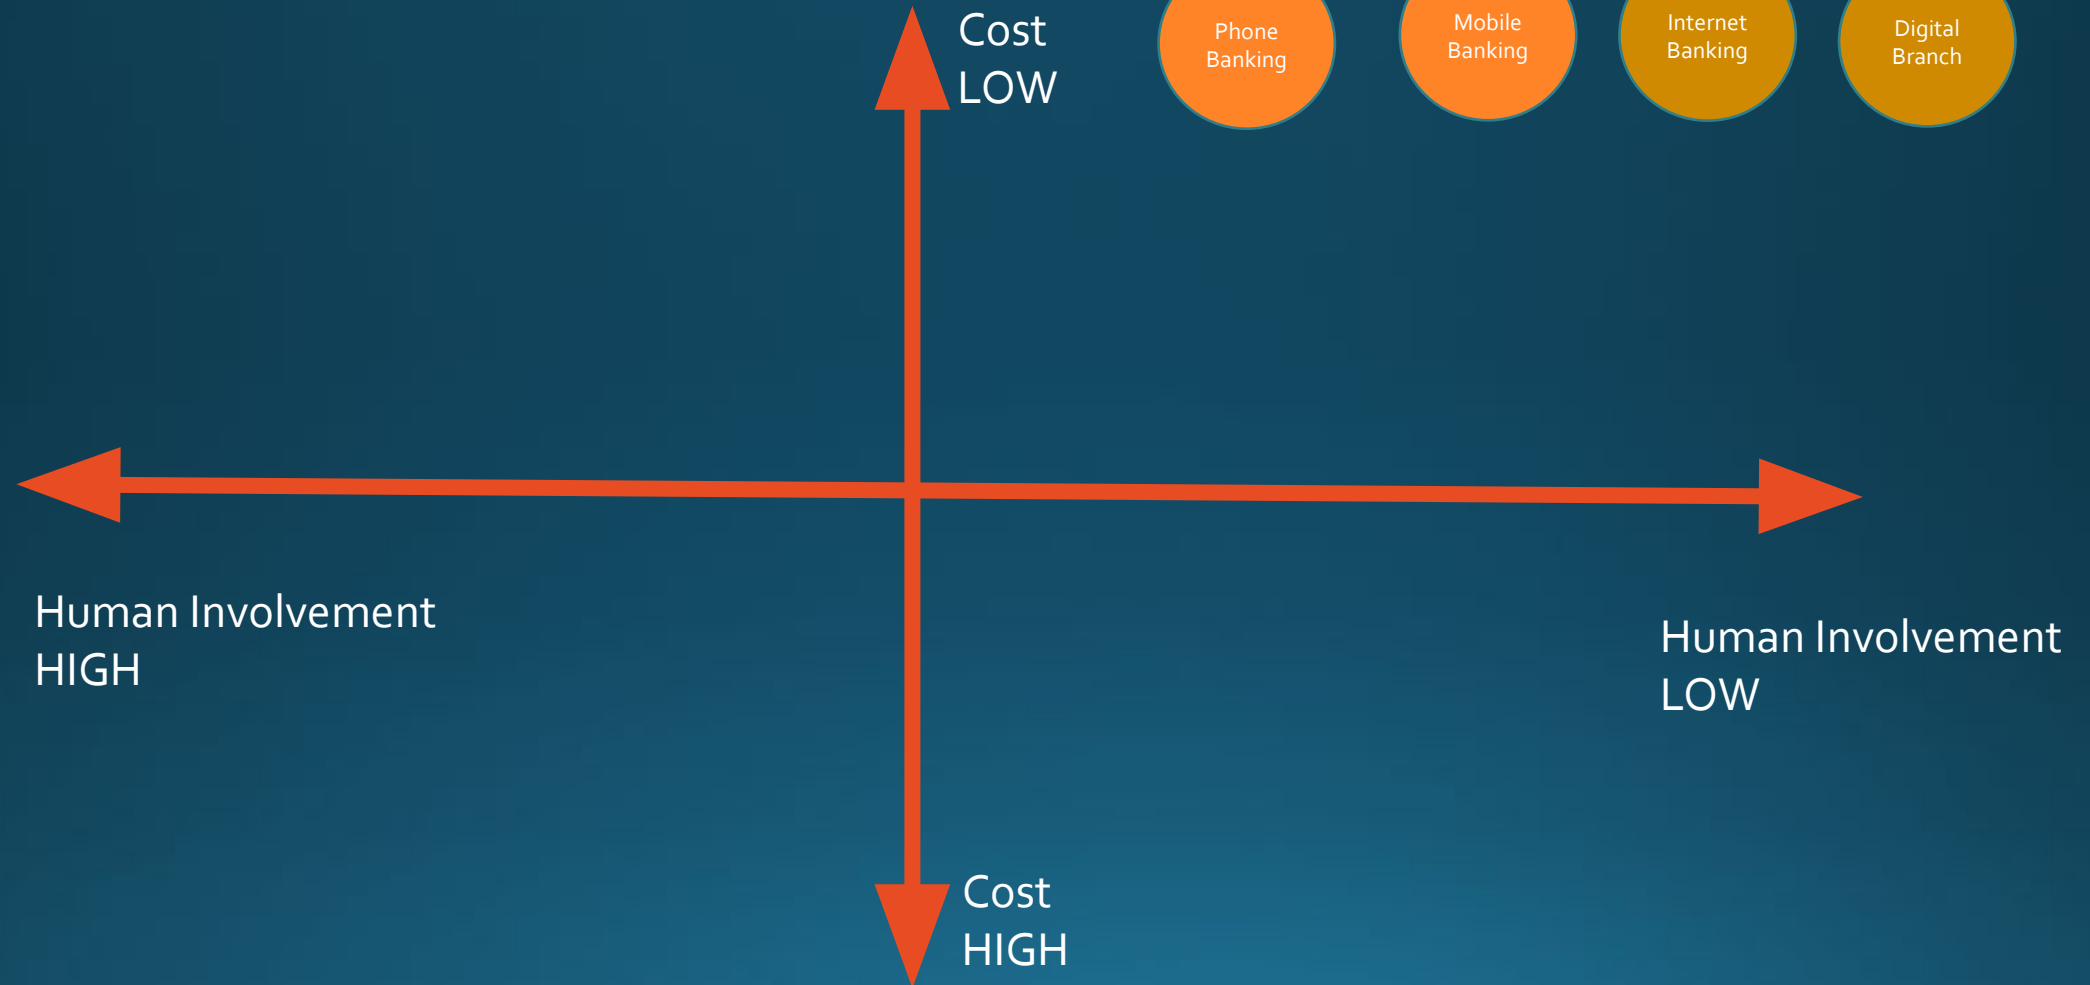 Cost
LOW
Phone
Banking
Mobile
Banking
Internet
Banking
Digital
Branch
Human Involvement
HIGH
Human Involvement
LOW
Cost
HIGH